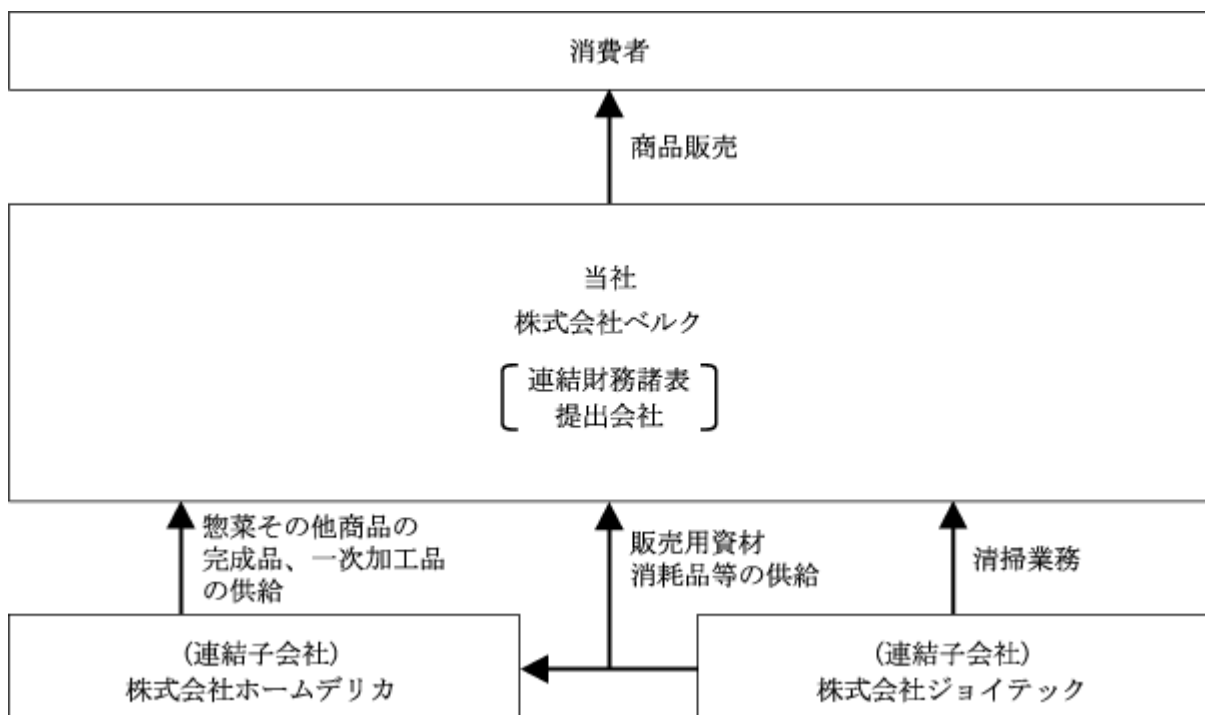 消費者
商品販売
当社
株式会社ベルク
連結財務諸表
提出会社
惣菜その他商品の
完成品、一次加工品
の供給
販売用資材
消耗品等の供給
清掃業務
(連結子会社)
株式会社ホームデリカ
(連結子会社)
株式会社ジョイテック